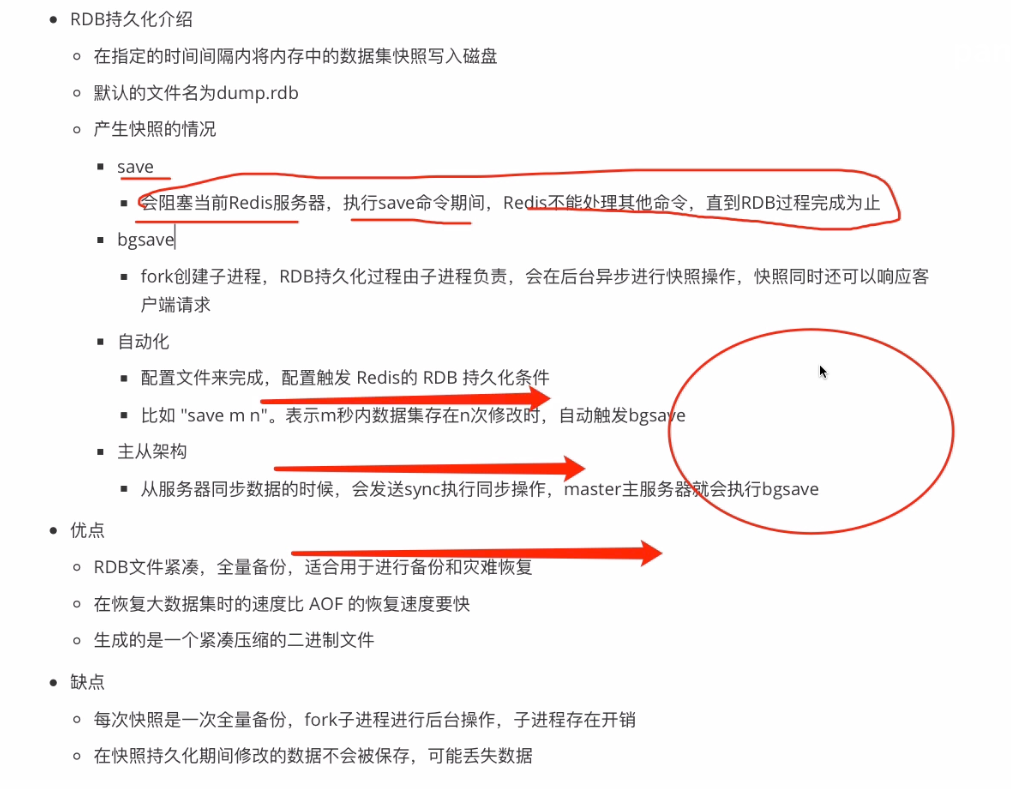 RDB持久化介绍
在指定的时间间隔内将内存中的数据集快照写入磁盘
默认的文件名为dump.rdb
产生快照的情况
save
会阻塞当前Redis服务器，执行save命令期间，Redis不能处理其他命令，直到RDB过程完成为止
bgsave
fork创建子进程，RDB持久化过程由子进程负责，会在后台异步进行快照操作，快照同时还可以响应客
户端请求
自动化
配置文件来完成，配置触发 Redis的 RDB 持久化条件
比如 "save m n"。表示m秒内数据集存在n次修改时，自动触发bgsave
主从架构
从服务器同步数据的时候，会发送sync执行同步操作，master主服务器就会执行bgsave
优点
RDB文件紧凑，全量备份，适合用于进行备份和灾难恢复
在恢复大数据集时的速度比 AOF 的恢复速度要快
生成的是一个紧凑压缩的二进制文件
缺点
每次快照是一次全量备份，fork子进程进行后台操作，子进程存在开销
在快照持久化期间修改的数据不会被保存，可能丢失数据